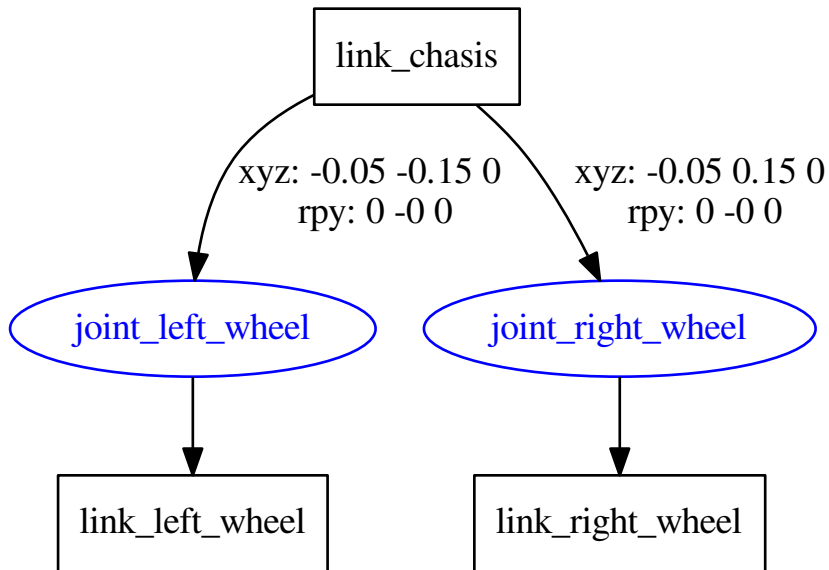 link_chasis
xyz: -0.05 -0.15 0
rpy: 0 -0 0
xyz: -0.05 0.15 0
rpy: 0 -0 0
joint_left_wheel
joint_right_wheel
link_left_wheel
link_right_wheel